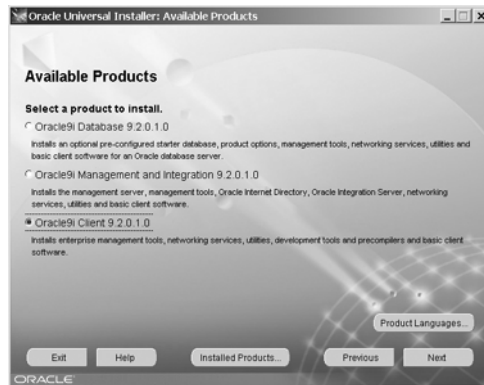 Oracle Universal Installer: Available Products
Available Products
Select a product to install.
Oracle9i Database 9.2.0.1.0
Installs an optional pre-configured starter database, product options, management tools, networking services, utilities and
basic client software for an Oracle database server.
Oracle9i Management and Integration 9.2.0.1.0
Installs the management server, management tools, Oracle Internet Directory, Oracle Integration Server, networking
services, utilities and basic client software.
Oracle9i Client 9.2.0.1.0
Installs enterprise management tools, networking services, utilities, development tools and precompilers and basic client
software.
Product Languages...
Exit
Help
Installed Products...
Previous
Next
ORACLE